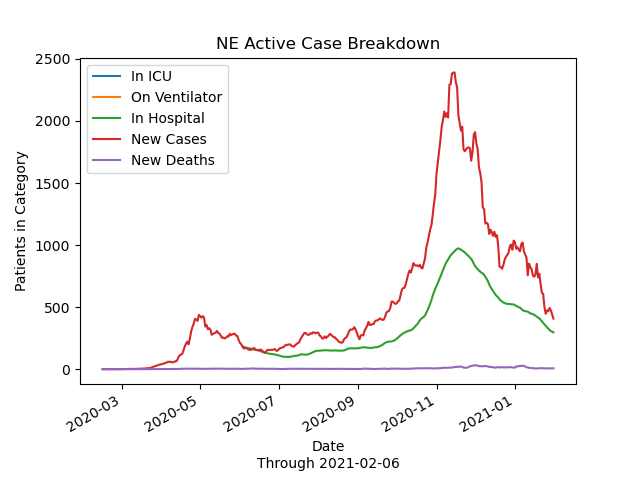 NE Active Case Breakdown
In ICU
On Ventilator
In Hospital
New Cases
New Deaths
2500
2000
1500
1000
500
0
Patients in Category
2020-03
2020-05
2020-07
2020-09
2020-11
2021-01
Date
Through 2021-02-06